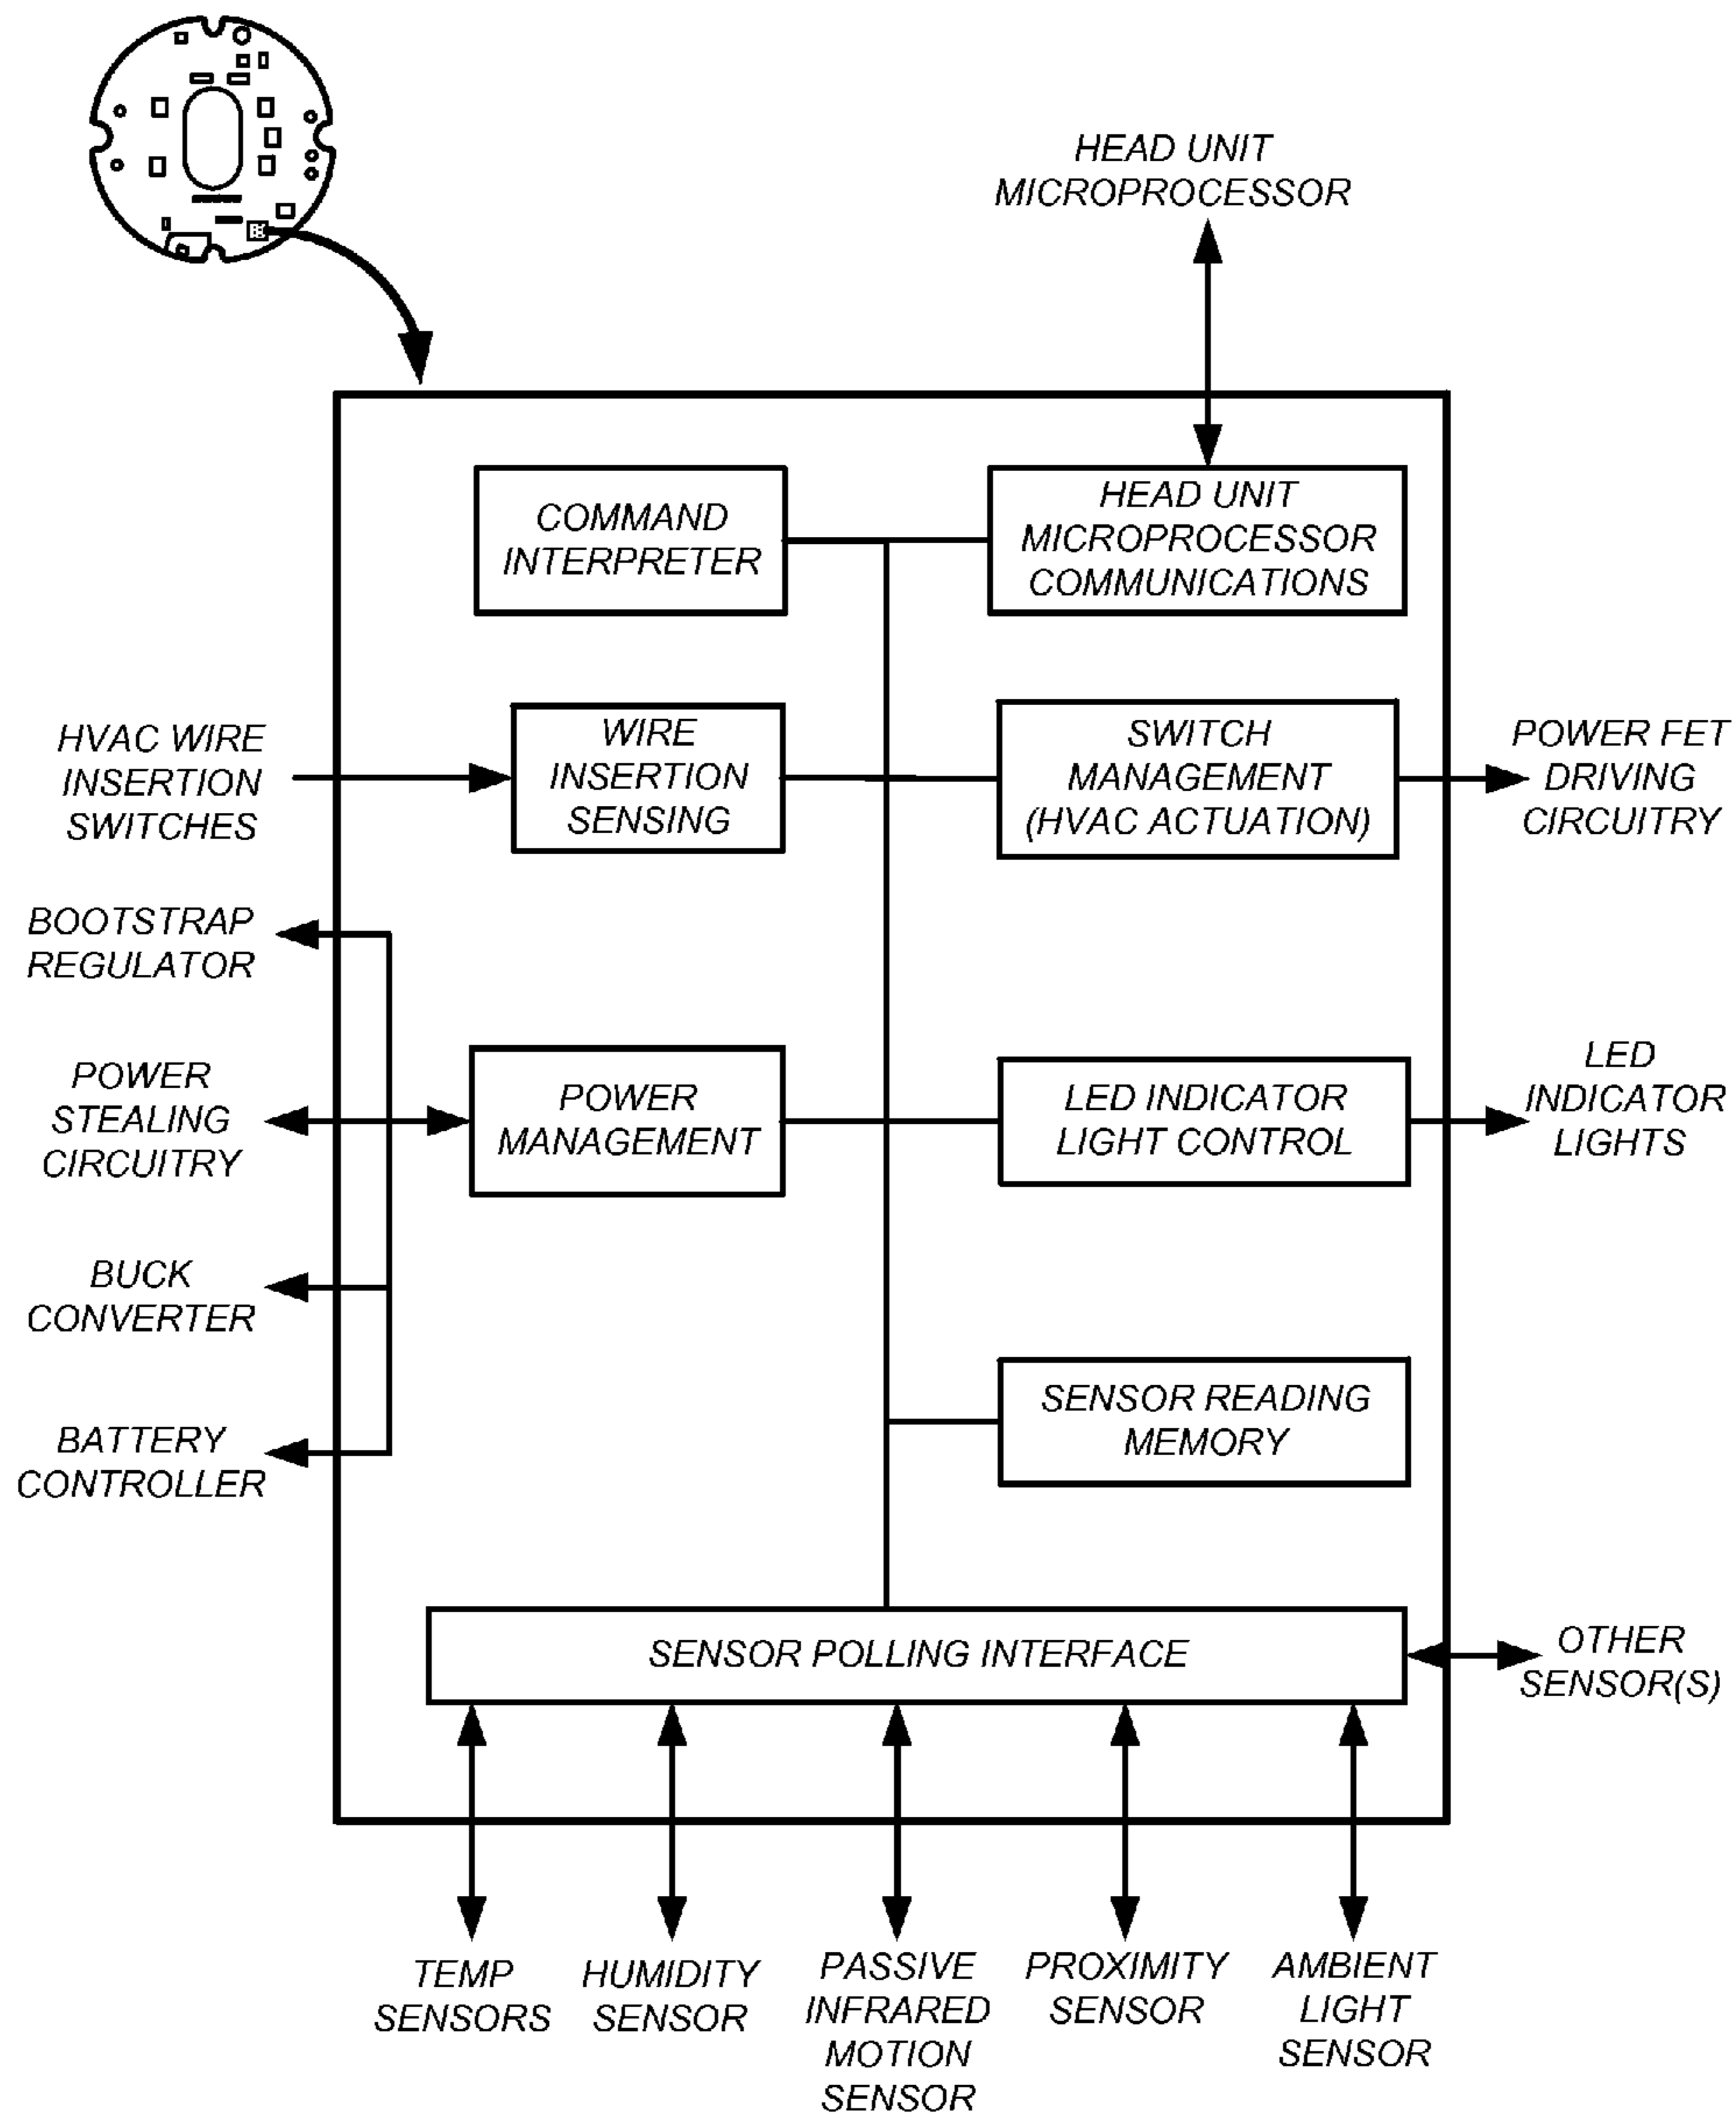 HEAD UNIT
MICROPROCESSOR
COMMAND
INTERPRETER
HEAD UNIT
MICROPROCESSOR
COMMUNICATIONS
HVAC WIRE
INSERTION
SWITCHES
WIRE
INSERTION
SENSING
SWITCH
MANAGEMENT
(HVAC ACTUATION)
POWER FET
DRIVING
CIRCUITRY
BOOTSTRAP
REGULATOR
POWER
STEALING
CIRCUITRY
POWER
MANAGEMENT
LED INDICATOR
LIGHT CONTROL
LED
INDICATOR
LIGHTS
BUCK
CONVERTER
BATTERY
CONTROLLER
SENSOR READING
MEMORY
SENSOR POLLING INTERFACE
OTHER
SENSOR(S)
TEMP
SENSORS
HUMIDITY
SENSOR
PASSIVE
INFRARED
MOTION
SENSOR
PROXIMITY
SENSOR
AMBIENT
LIGHT
SENSOR